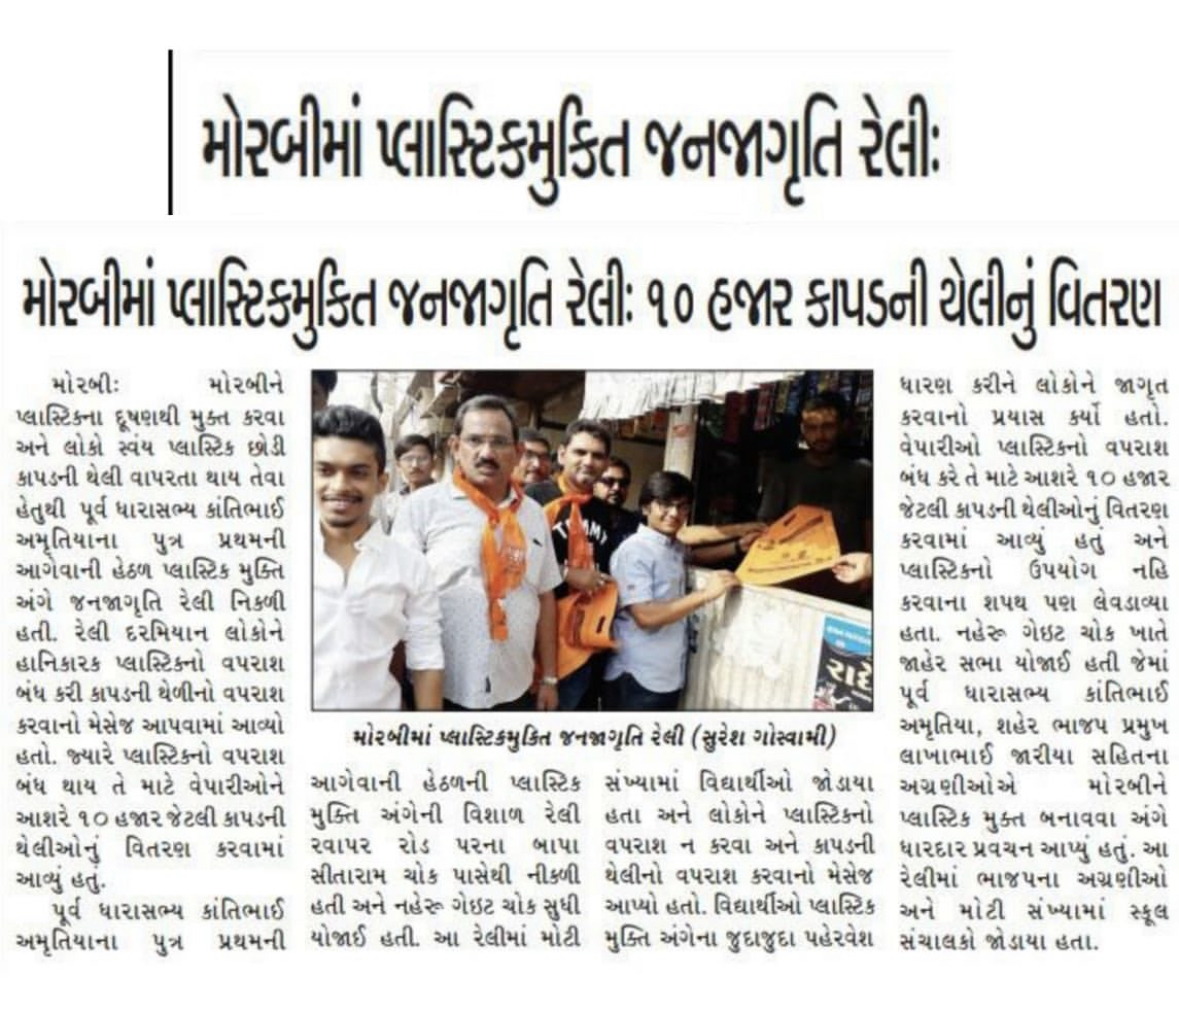 મોરબીમાં પ્લાસ્ટિકમુકિત જનજાગૃતિ રેલીઃ
મોરબીમાં પ્લાસ્ટિકમુકિત જનજાગૃતિ રેલીઃ ૧૦ હજાર કાપડની થેલીનું વિતરણ
મોરબીઃ મોરબીને
પ્લાસ્ટિકના દૂષણથી મુક્ત કરવા
અને લોકો સ્વંય પ્લાસ્ટિક છોડી
કાપડની થેલી વાપરતા થાય તેવા
હેતુથી પૂર્વ ધારાસભ્ય કાંતિભાઈ
અમૃતિયાના પુત્ર પ્રથમની
આગેવાની હેઠળ પ્લાસ્ટિક મુક્તિ
અંગે જનજાગૃતિ રેલી નિકળી
હતી. રેલી દરમિયાન લોકોને
હાનિકારક પ્લાસ્ટિકનો વપરાશ
બંધ કરી કાપડની થેળીનો વપરાશ
કરવાનો મેસેજ આપવામાં આવ્યો
હતો. જ્યારે પ્લાસ્ટિકનો વપરાશ
બંધ થાય તે માટે વેપારીઓને
આશરે ૧૦ હજાર જેટલી કાપડની
થેલીઓનું વિતરણ કરવામાં
આવ્યું હતું.
પૂર્વ ધારાસભ્ય કાંતિભાઈ
અમૃતિયાના પુત્ર પ્રથમની
TOMMY
રાધે
મોરબીમાં પ્લાસ્ટિકમુકિત જનજાગૃતિ રેલી (સુરેશ ગોસ્વામી)
આગેવાની હેઠળની પ્લાસ્ટિક
મુક્તિ અંગેની વિશાળ રેલી
રવાપર રોડ પરના બાપા
સીતારામ ચોક પાસેથી નીકળી
હતી અને નહેરુ ગેઇટ ચોક સુધી
યોજાઈ હતી. આ રેલીમાં મોટી
સંખ્યામાં વિદ્યાર્થીઓ જોડાયા
હતા અને લોકોને પ્લાસ્ટિકનો
વપરાશ ન કરવા અને કાપડની
થેલીનો વપરાશ કરવાનો મેસેજ
આપ્યો હતો. વિદ્યાર્થીઓ પ્લાસ્ટિક
મુક્તિ અંગેના જુદાજુદા પહેરવેશ
ધારણ કરીને લોકોને જાગૃત
કરવાનો પ્રયાસ કર્યો હતો.
વેપારીઓ પ્લાસ્ટિકનો વપરાશ
બંધ કરે તે માટે આશરે ૧૦ હજાર
જેટલી કાપડની થેલીઓનું વિતરણ
કરવામાં આવ્યું હતુ અને
પ્લાસ્ટિકનો ઉપયોગ નહિ
કરવાના શપથ પણ લેવડાવ્યા
હતા. નહેરુ ગેઇટ ચોક ખાતે
જાહેર સભા યોજાઈ હતી જેમાં
પૂર્વ ધારાસભ્ય કાંતિભાઈ
અમૃતિયા, શહેર ભાજપ પ્રમુખ
લાખાભાઈ જારીયા સહિતના
અગ્રણીઓએ મોરબીને
પ્લાસ્ટિક મુક્ત બનાવવા અંગે
ધારદાર પ્રવચન આપ્યું હતું. આ
રેલીમાં ભાજપના અગ્રણીઓ
અને મોટી સંખ્યામાં સ્કૂલ
સંચાલકો જોડાયા હતા.